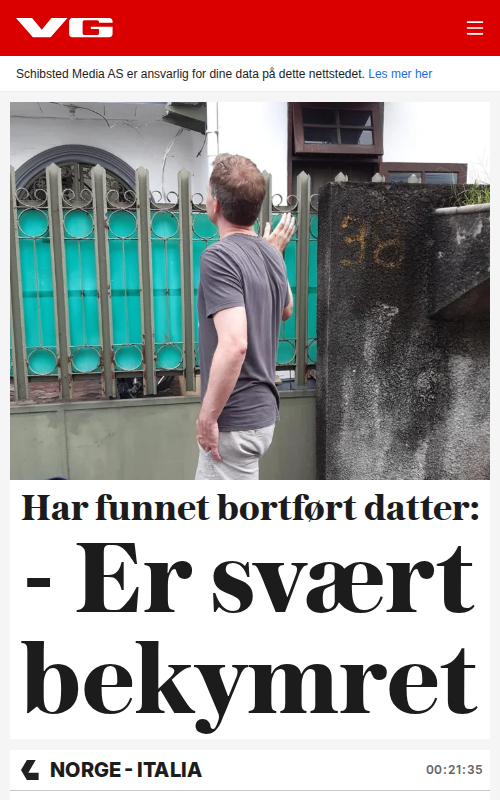 VG
Schibsted Media AS er ansvarlig for dine data på dette nettstedet. Les mer her
90
Har funnet bortført datter:
- Er svært
bekymret
NORGE - ITALIA 00:21:35